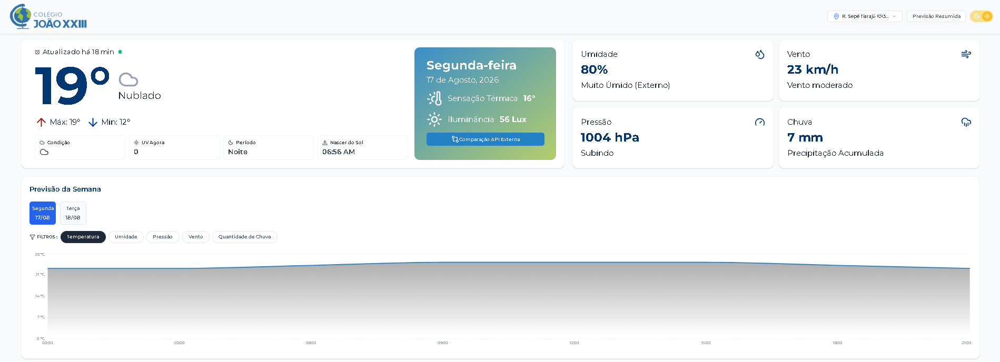 COLÉGIO
JOÃO XXIII
Previsão Resumida
Atualizado há 18 min
19°
Nublado
Máx: 19°
Min: 12°
Condição
UV Agora
0
Período
Noite
Nascer do Sol
06:56 AM
Segunda-feira
17 de Agosto, 2026
Sensação Térmica 16°
Iluminância 56 Lux
Comparação API Externa
Umidade
80%
Muito Úmido (Externo)
Vento
23 km/h
Vento moderado
Pressão
1004 hPa
Subindo
Chuva
7 mm
Precipitação Acumulada
Previsão da Semana
Segunda
17/08
Terça
18/08
FILTROS:
Temperatura
Umidade
Pressão
Vento
Quantidade de Chuva
28°C
21°C
14°C
7°C
0°C
00:00
03:00
06:00
09:00
12:00
15:00
18:00
21:00